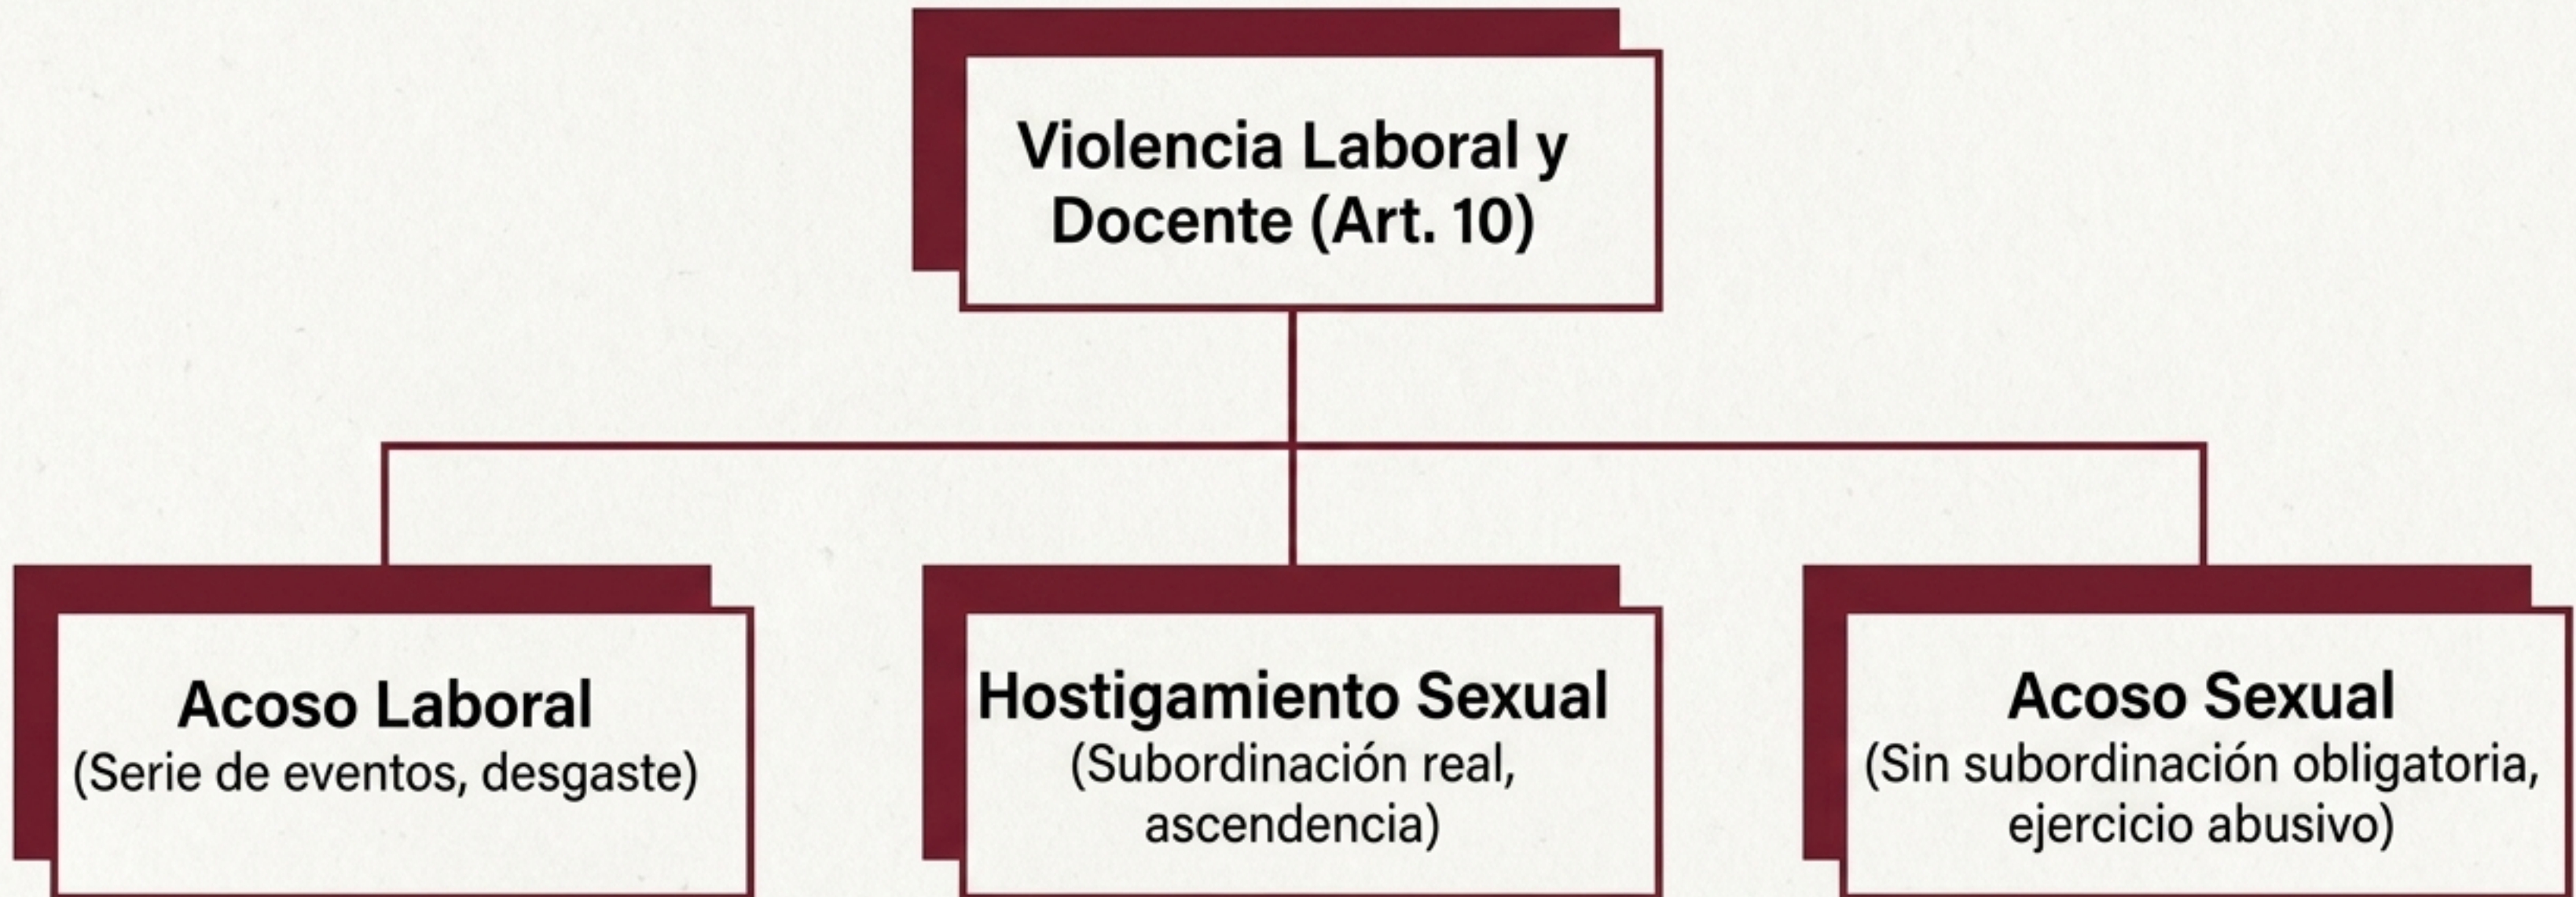 Violencia Laboral y
Docente (Art. 10)
Acoso Laboral
(Serie de eventos, desgaste)
Hostigamiento Sexual
(Subordinación real,
ascendencia)
Acoso Sexual
(Sin subordinación obligatoria,
ejercicio abusivo)